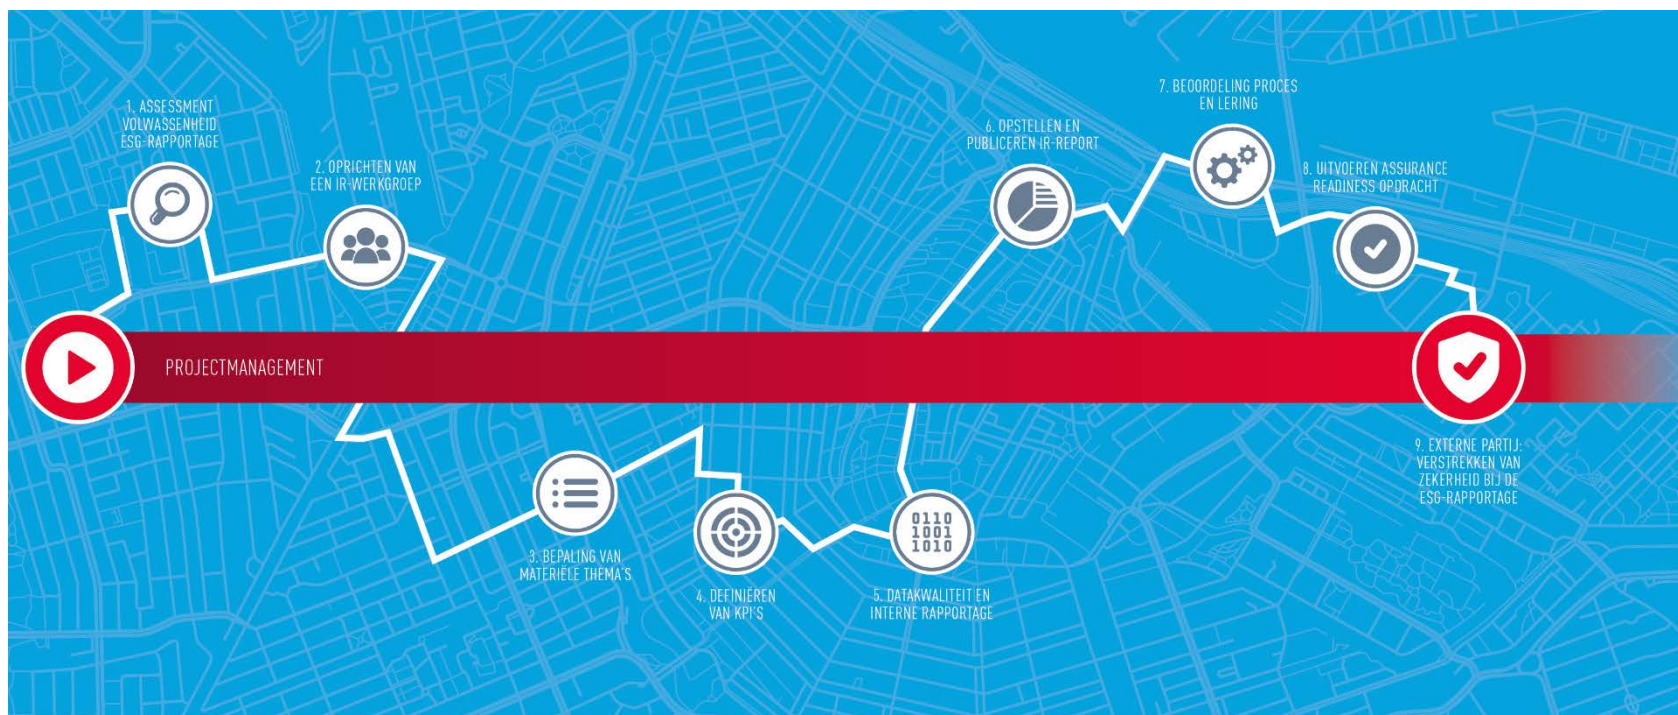 1. ASSESSMENT
VOLWASSENHEID
ESG-RAPPORTAGE
2. OPRICHTEN VAN
EEN IR-WERKGROEP
PROJECTMANAGEMENT
3. BEPALING VAN
MATERIËLE THEMA'S
4. DEFINIËREN
VAN KPI'S
0110
1001
1010
5. DATAKWALITEIT EN
INTERNE RAPPORTAGE
6. OPSTELLEN EN
PUBLICEREN IR-REPORT
7. BEOORDELING PROCES
EN LERING
8. UITVOEREN ASSURANCE
READINESS OPDRACHT
9. EXTERNE PARTIJ:
VERSTREKKEN VAN
ZEKERHEID BIJ DE
ESG-RAPPORTAGE